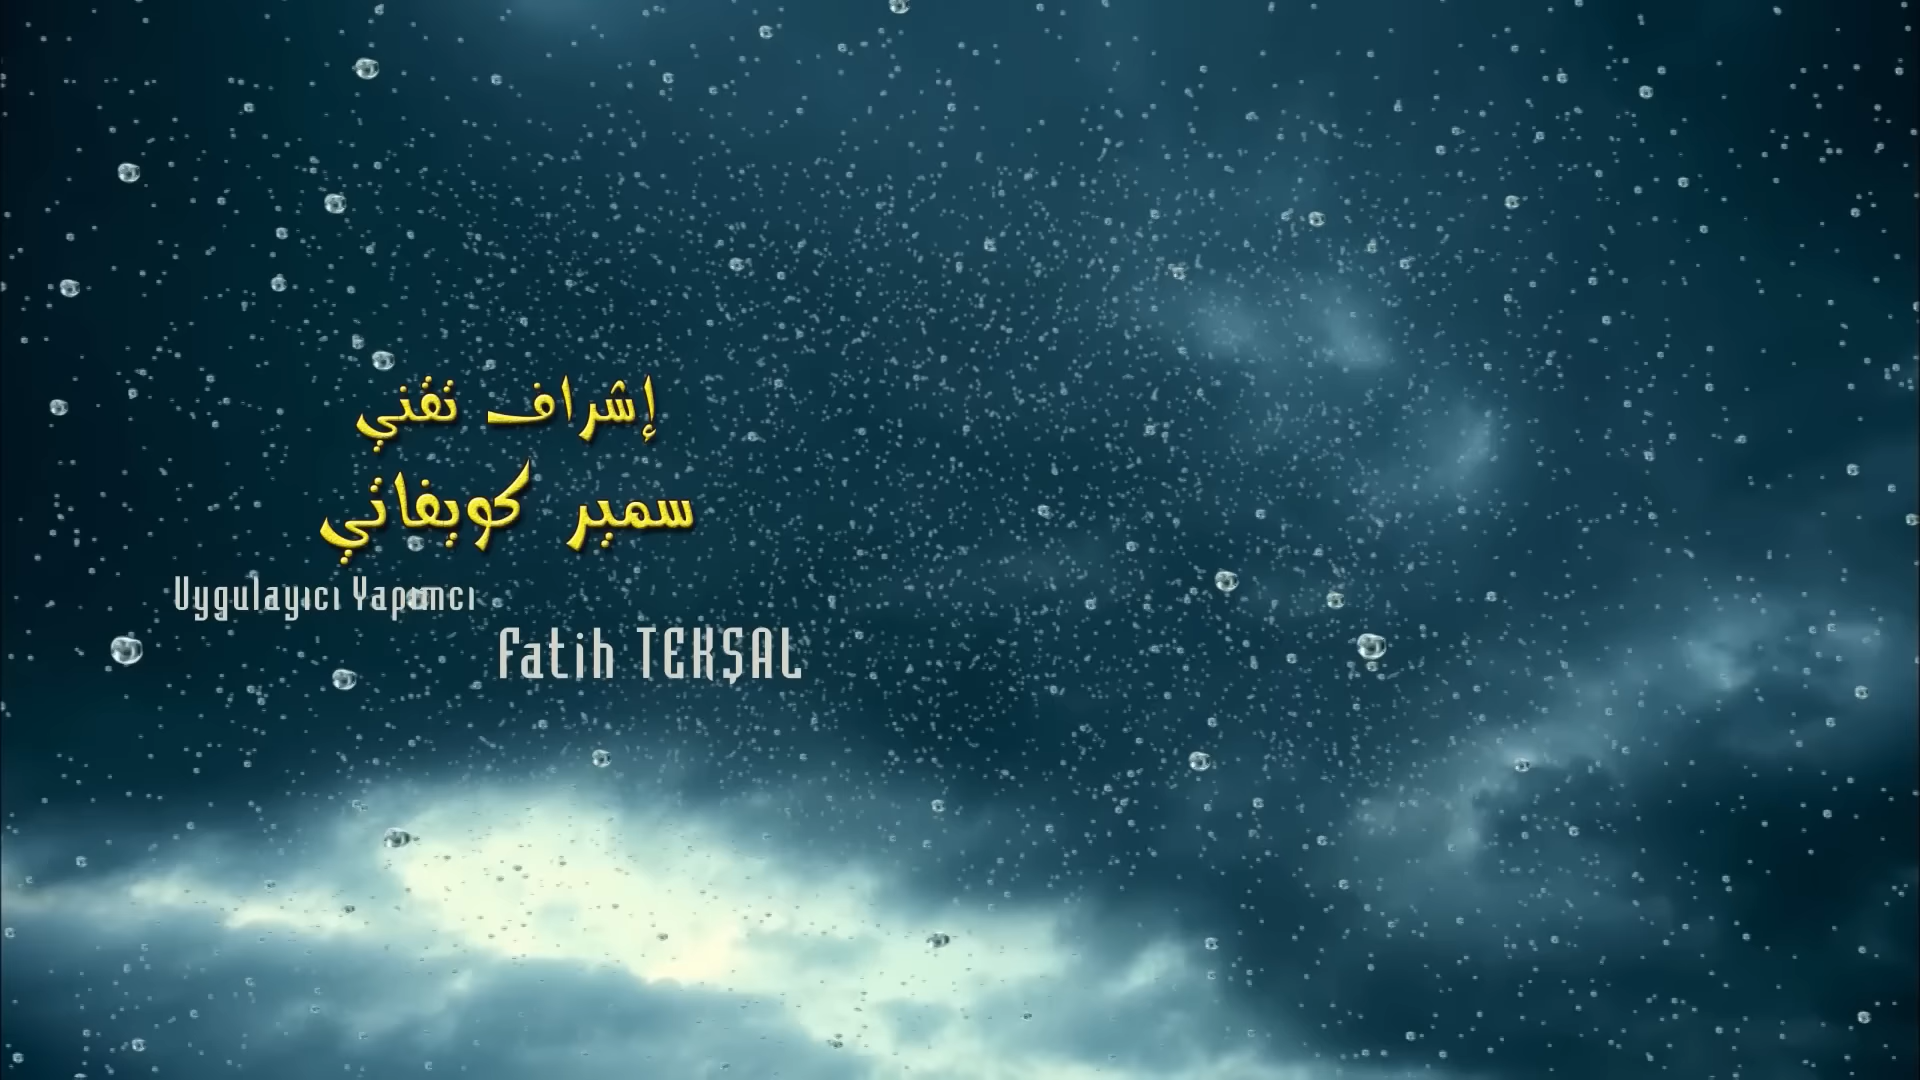 إشراف تقني
سمير كويفاتي
Uygulayıcı Yapımcı
Fatih TEKŞAL